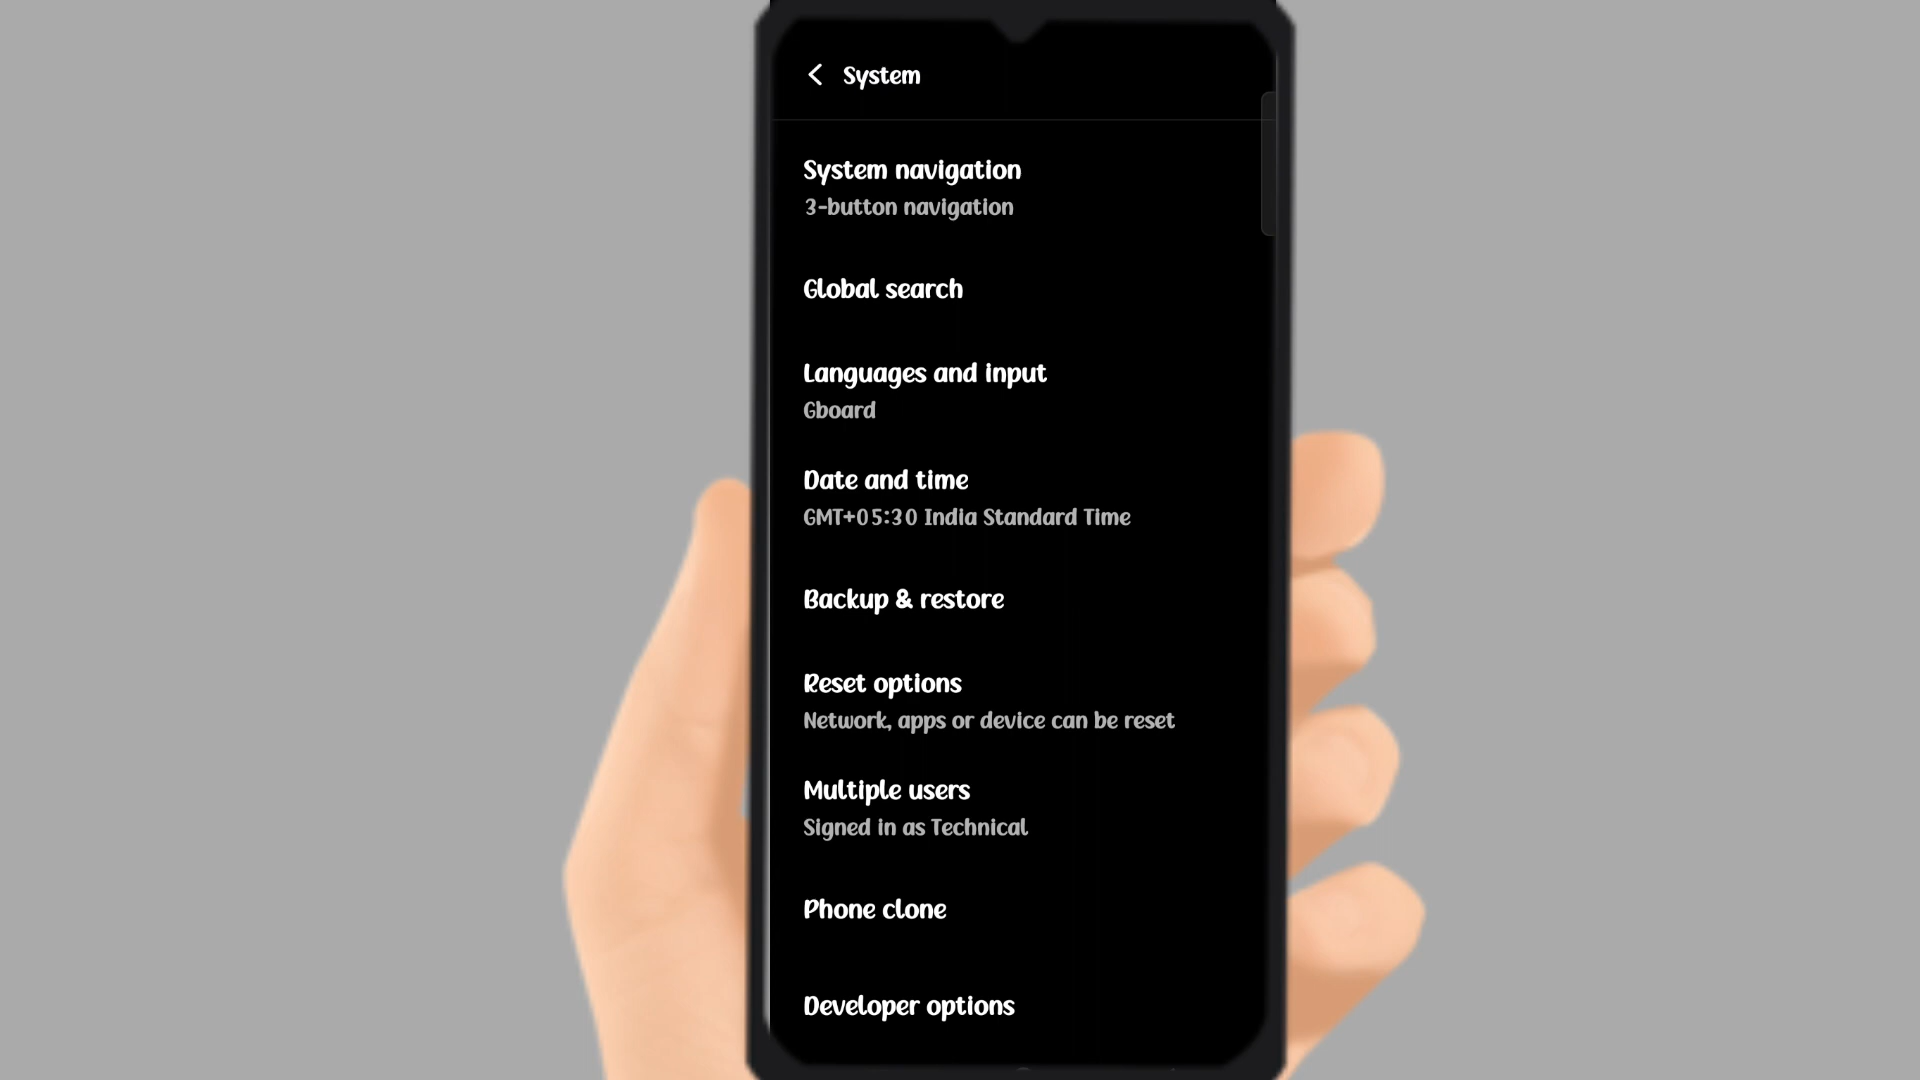 System
System navigation
3-button navigation
Global search
Languages and input
Gboard
Date and time
GMT+05:30 India Standard Time
Backup & restore
Reset options
Network, apps or device can be reset
Multiple users
Signed in as Technical
Phone clone
Developer options